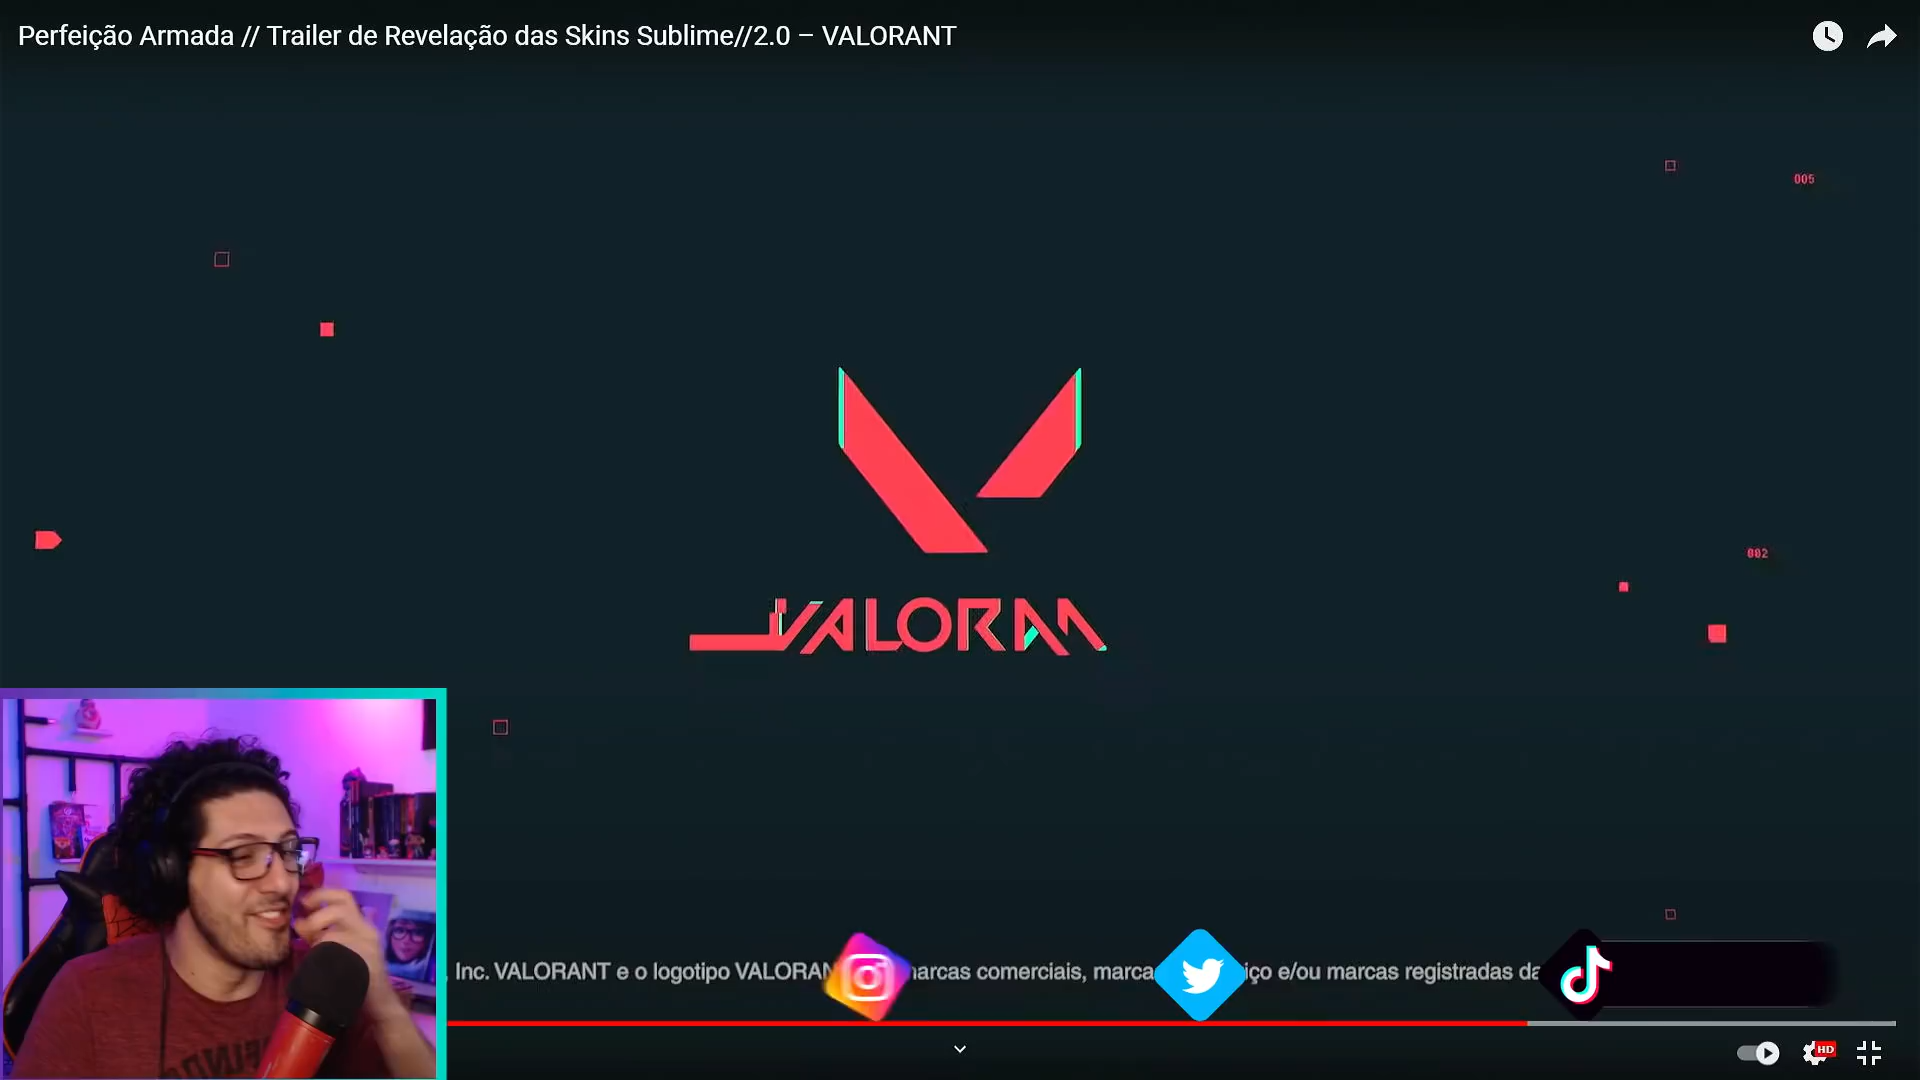 Perfeição Armada // Trailer de Revelação das Skins Sublime//2.0 – VALORANT
005
002
VALORAN
Inc. VALORANT e o logotipo VALORAN arcas comerciais, marca iço e/ou marcas registradas da
HD